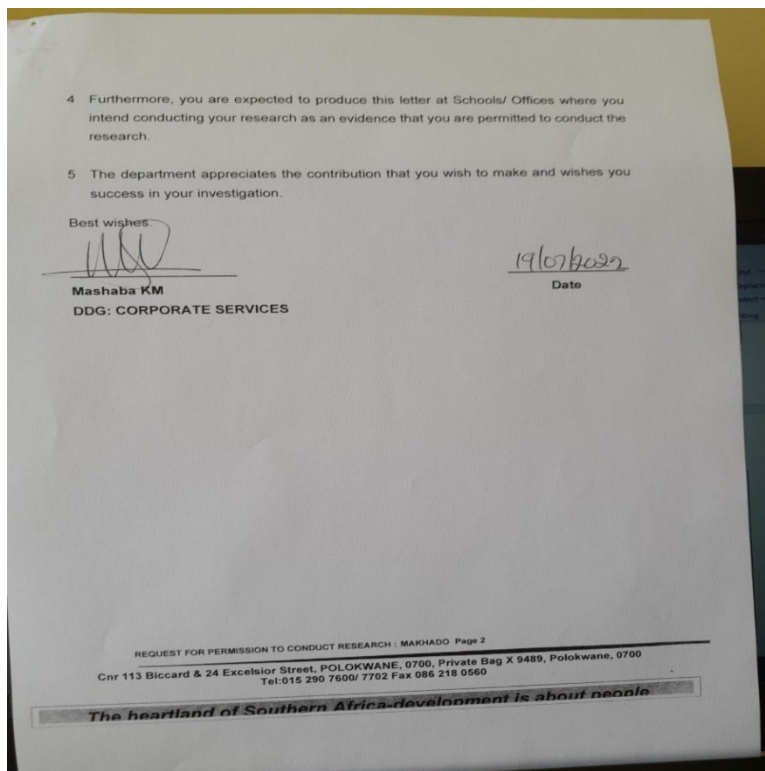 4 Furthermore, you are expected to produce this letter at Schools/ Offices where you
intend conducting your research as an evidence that you are permitted to conduct the
research.
5 The department appreciates the contribution that you wish to make and wishes you
success in your investigation.
Best wishes.
19/07/2022
Mashaba KM
Date
DDG: CORPORATE SERVICES
REQUEST FOR PERMISSION TO CONDUCT RESEARCH : MAKHADO Page 2
Cnr 113 Biccard & 24 Excelsior Street, POLOKWANE, 0700, Private Bag X 9489, Polokwane, 0700
Tel:015 290 7600/ 7702 Fax 086 218 0560
The heartland of Southern Africa-development is about people